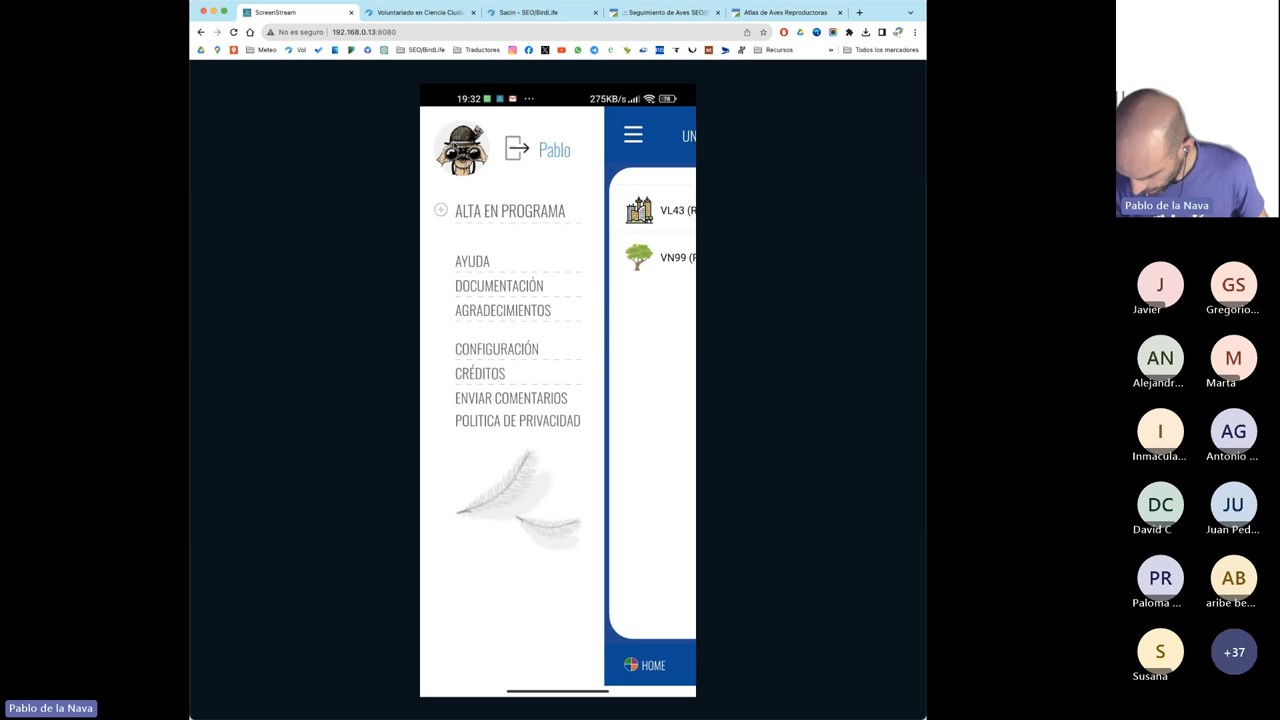 ScreenStream
Voluntariado en Ciencia Ciuda
Sacin - SEO/BirdLife
.:: Seguimiento de Aves SEO/
Atlas de Aves Reproductoras
No es seguro
192.168.0.13:8080
Meteo
Vol
SEO/BirdLife
Traductores
Recursos
»
Todos los marcadores
19:32
275KB/s
78
Pablo
UN
ALTA EN PROGRAMA
VL43 (R
AYUDA
VN99 (F
DOCUMENTACIÓN
AGRADECIMIENTOS
CONFIGURACIÓN
CRÉDITOS
ENVIAR COMENTARIOS
POLITICA DE PRIVACIDAD
HOME
Pablo de la Nava
J
Javier
GS
Gregorio...
AN
Alejandr...
M
Marta
I
Inmacula...
AG
Antonio ...
DC
David C
JU
Juan Ped...
PR
Paloma ...
AB
aribe be...
S
Susana
+37
Pablo de la Nava